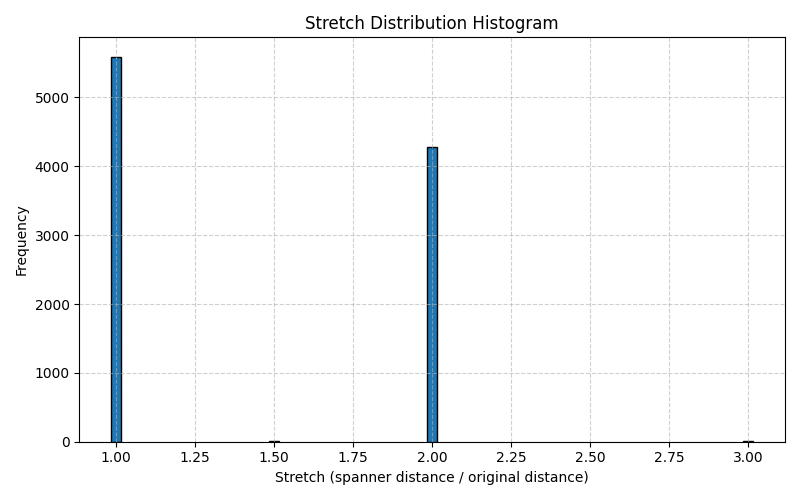 Stretch Distribution Histogram
Frequency
5000
4000
3000
2000
1000
0
1.00 1.25 1.50 1.75 2.00 2.25 2.50 2.75 3.00
Stretch (spanner distance / original distance)